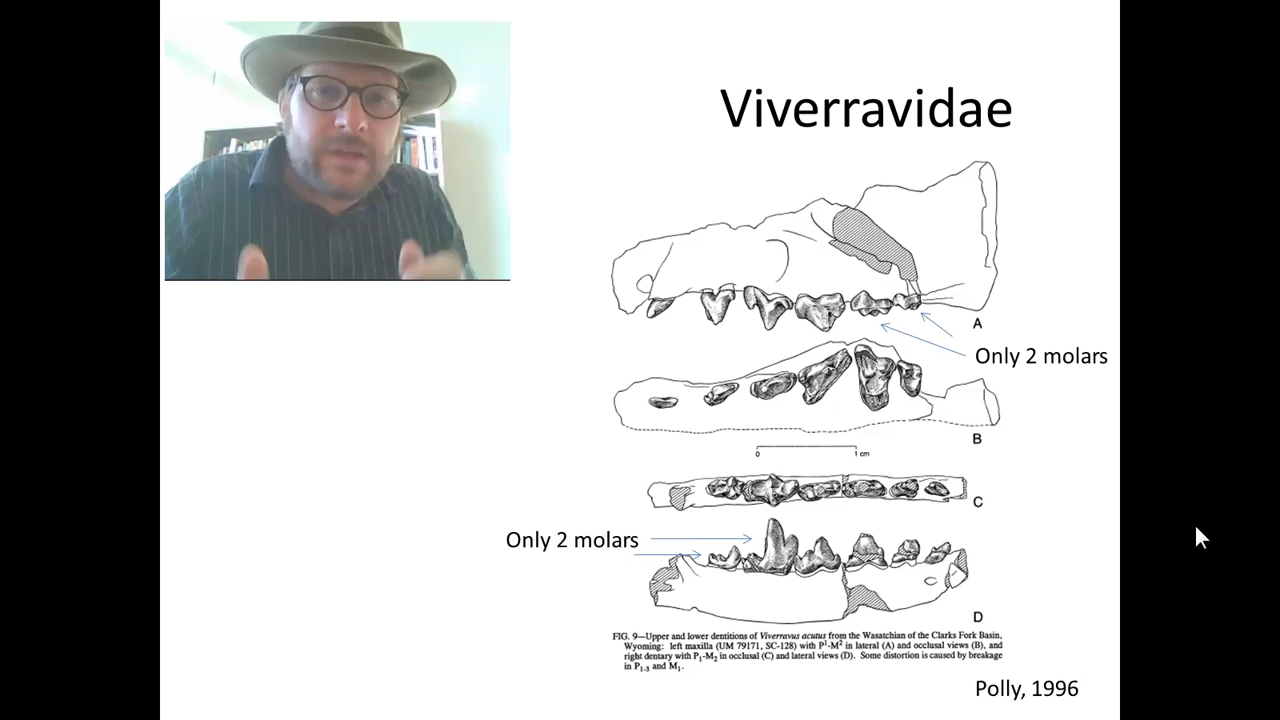 Viverravidae
A
Only 2 molars
B
0 1 cm
C
Only 2 molars
D
FIG. 9—Upper and lower dentitions of Viverravus acutus from the Wasatchian of the Clarks Fork Basin,
Wyoming: left maxilla (UM 79171, SC-128) with P¹-M² in lateral (A) and occlusal views (B), and
right dentary with P₁-M₂ in occlusal (C) and lateral views (D). Some distortion is caused by breakage
in P₁₋₃ and M₁.
Polly, 1996